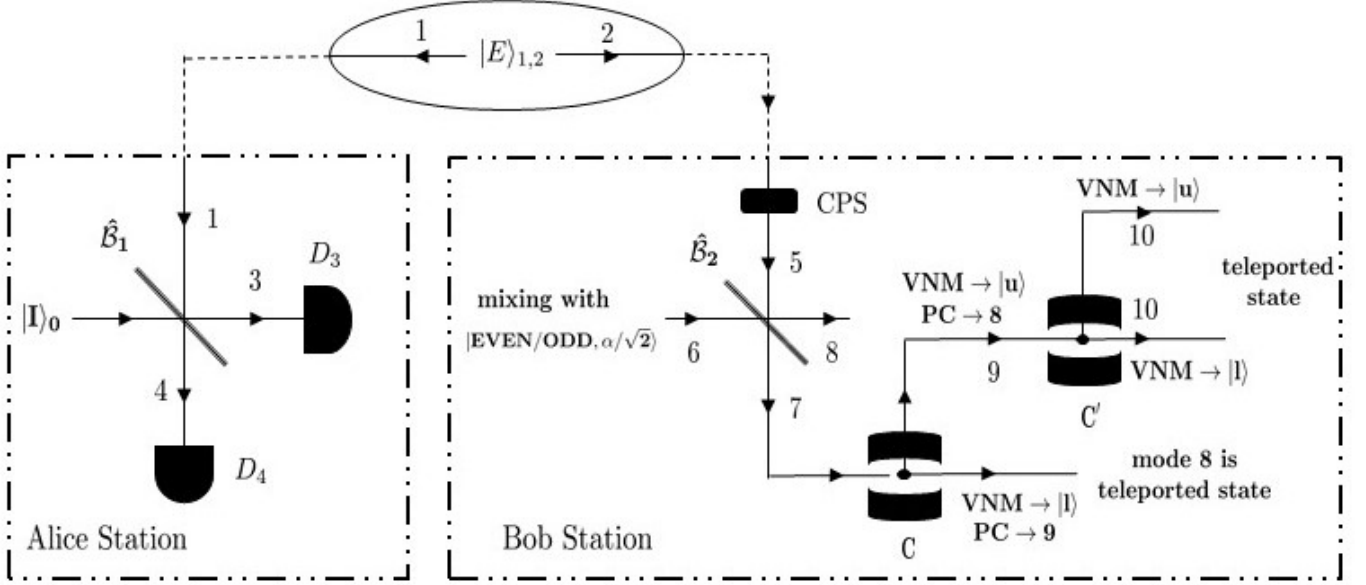 1
|E⟩₁,₂
2
|I⟩₀
B̂₁
1
3
D₃
4
D₄
Alice Station
CPS
B̂₂
5
mixing with
|EVEN/ODD, α/√2⟩
6
8
7
VNM → |u⟩
PC → 8
9
C
VNM → |l⟩
PC → 9
VNM → |u⟩
10
teleported
state
10
VNM → |l⟩
C′
mode 8 is
teleported state
Bob Station